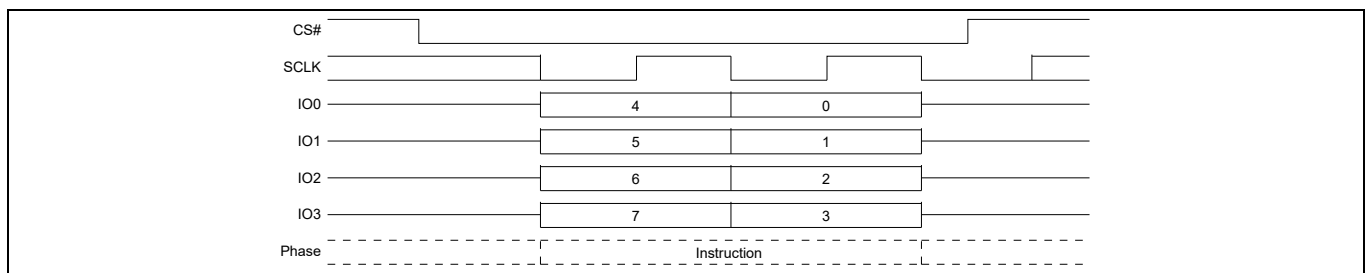 CS#
SCLK
IO0 4 0
IO1 5 1
IO2 6 2
IO3 7 3
Phase Instruction